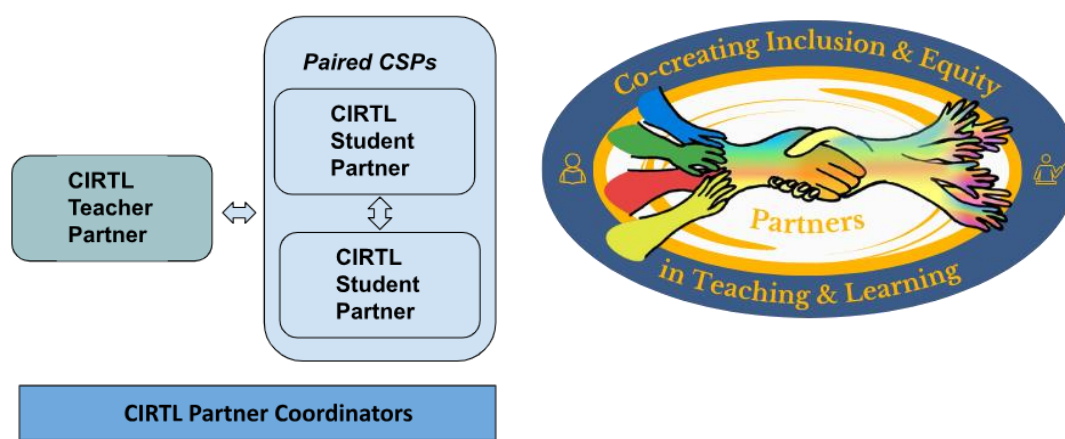 Paired CSPs
CIRTL
Student
Partner
CIRTL
Teacher
Partner
CIRTL
Student
Partner
CIRTL Partner Coordinators
Co-creating Inclusion & Equity
Partners
in Teaching & Learning